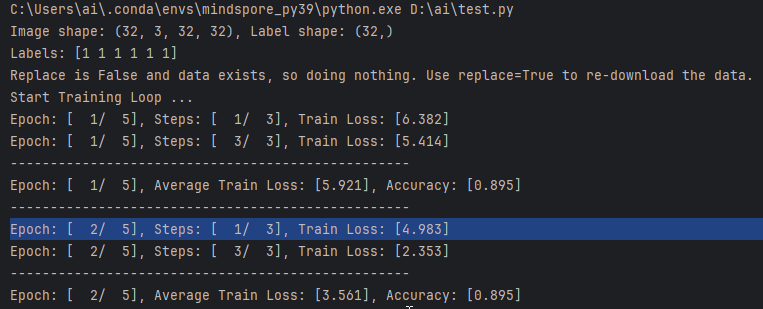 C:\Users\ai\.conda\envs\mindspore_py39\python.exe D:\ai\test.py
Image shape: (32, 3, 32, 32), Label shape: (32,)
Labels: [1 1 1 1 1 1]
Replace is False and data exists, so doing nothing. Use replace=True to re-download the data.
Start Training Loop ...
Epoch: [  1/  5], Steps: [  1/  3], Train Loss: [6.382]
Epoch: [  1/  5], Steps: [  3/  3], Train Loss: [5.414]
--------------------------------------------------
Epoch: [  1/  5], Average Train Loss: [5.921], Accuracy: [0.895]
--------------------------------------------------
Epoch: [  2/  5], Steps: [  1/  3], Train Loss: [4.983]
Epoch: [  2/  5], Steps: [  3/  3], Train Loss: [2.353]
--------------------------------------------------
Epoch: [  2/  5], Average Train Loss: [3.561], Accuracy: [0.895]